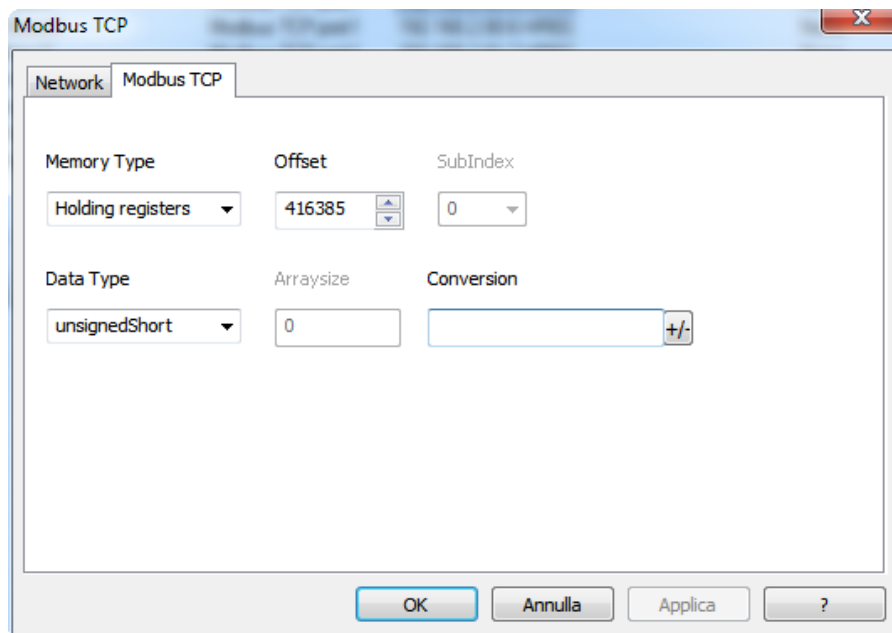 Modbus TCP
Network Modbus TCP
Memory Type Offset SubIndex
Holding registers 416385 0
Data Type Arraysize Conversion
unsignedShort 0 +/-
OK Annulla Applica ?